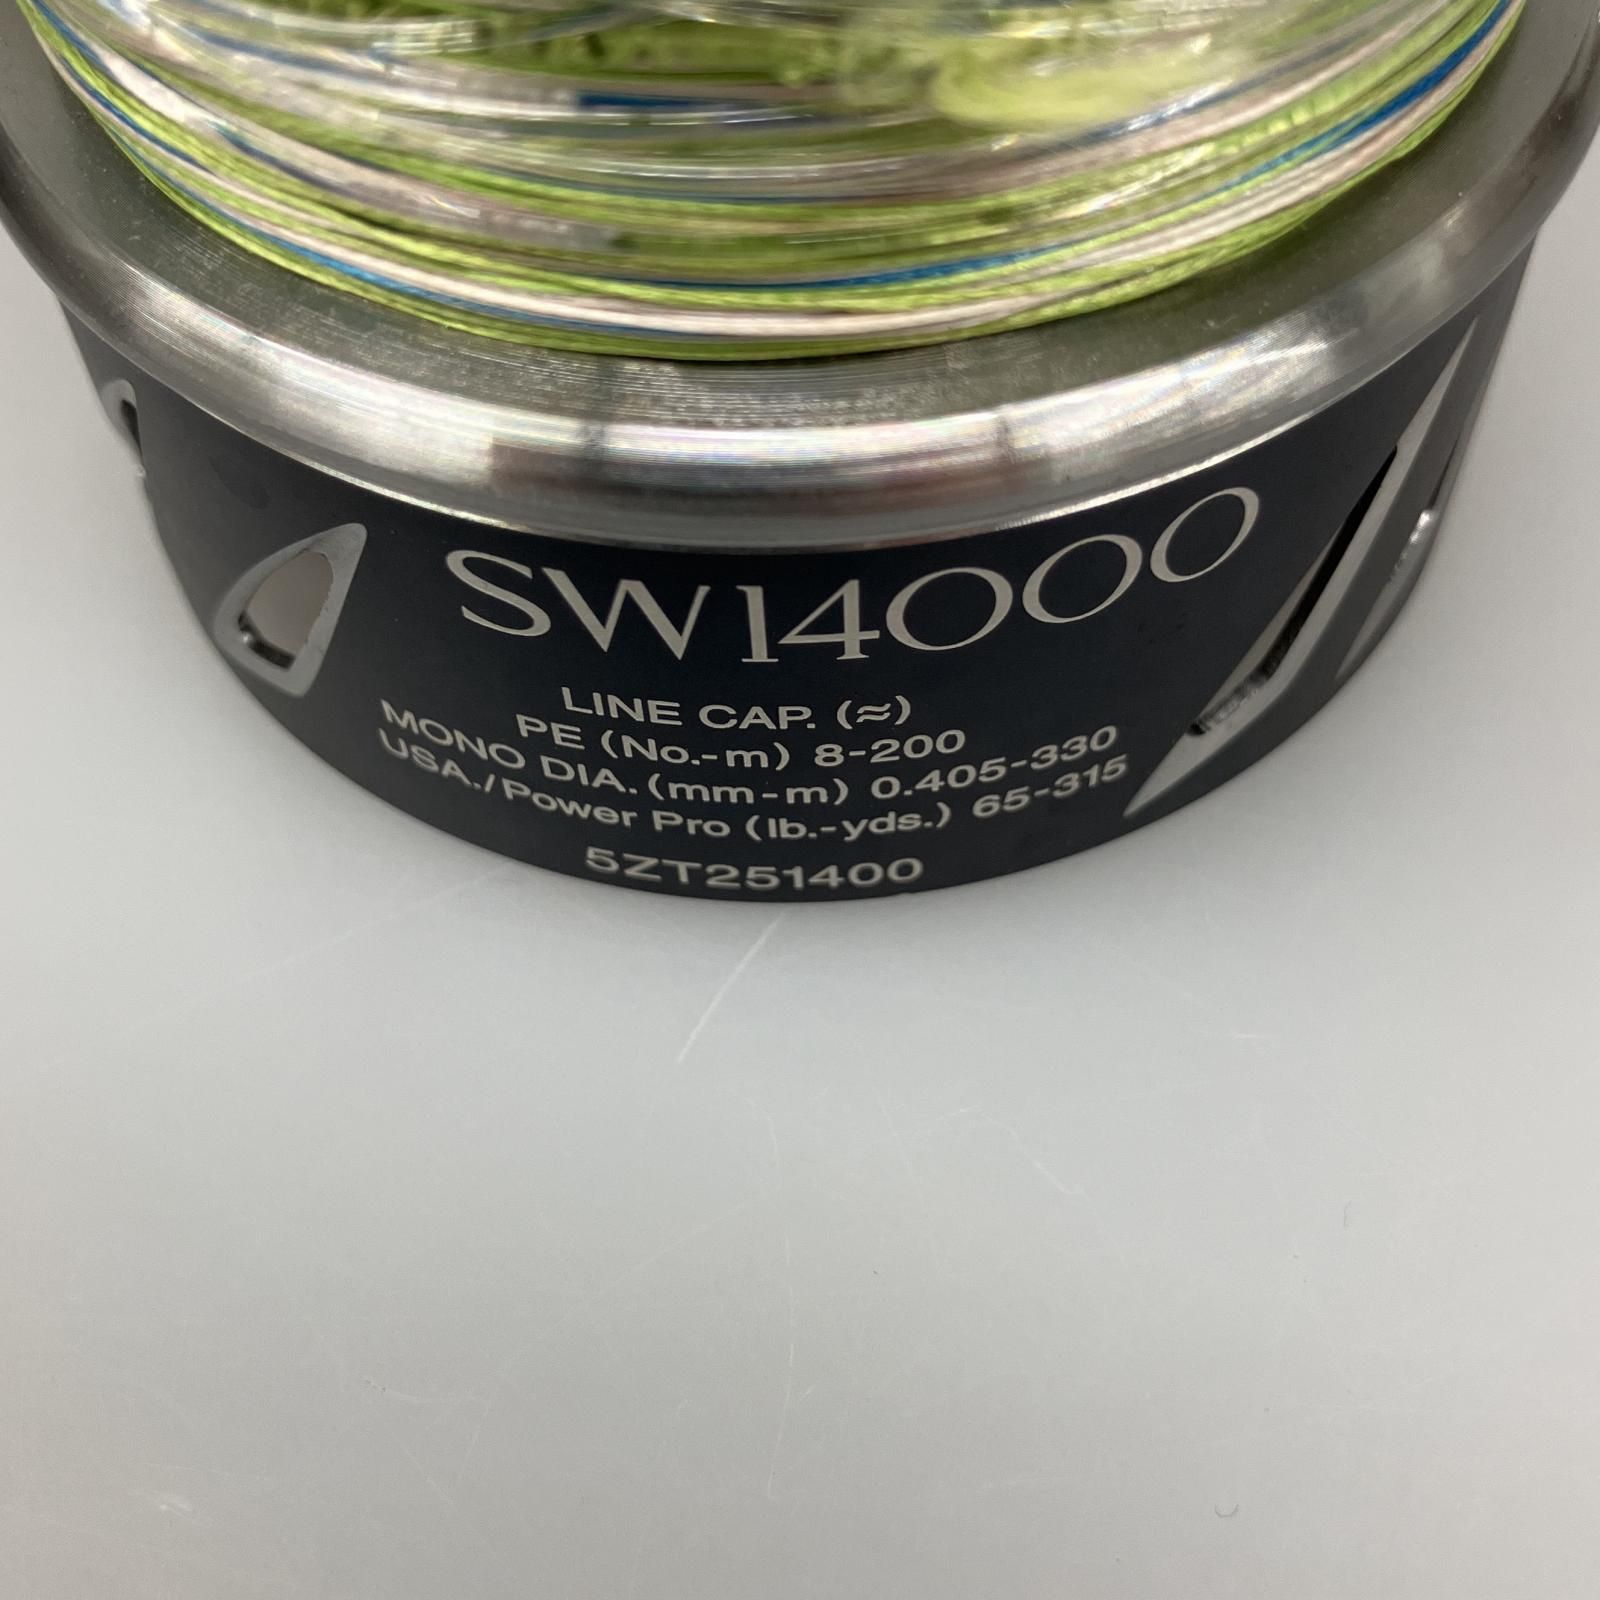 SW14000
LINE CAP. (≈)
PE (No.-m) 8-200
MONO DIA. (mm-m) 0.405-330
USA./Power Pro (lb.-yds.) 65-315
5ZT251400